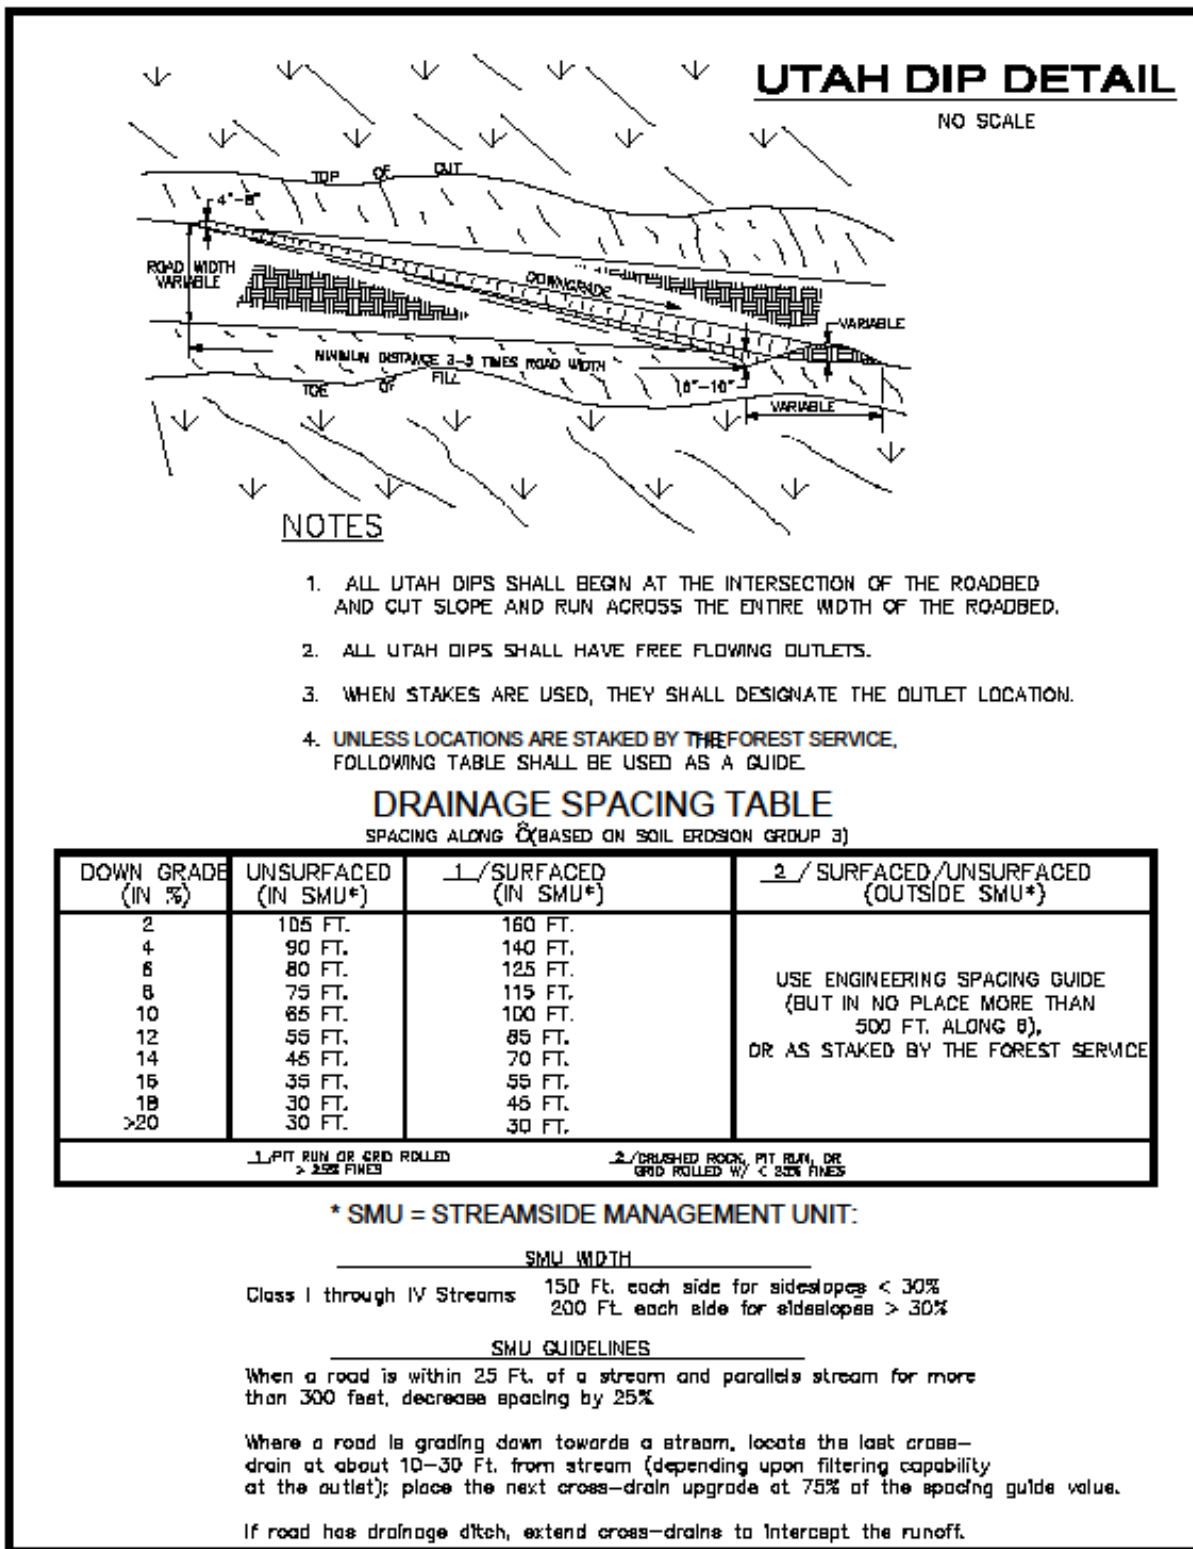 UTAH DIP DETAIL
NO SCALE
TOP OF CUT
4"-8"
ROAD WIDTH
VARIABLE
DOWNGRADE
VARIABLE
MINIMUN DISTANCE TIMES ROAD WIDTH
TOE OF FILL
VARIABLE
NOTES
1. ALL UTAH DIPS SHALL BEGIN AT THE INTERSECTION OF THE ROADBED
AND CUT SLOPE AND RUN ACROSS THE ENTIRE WIDTH OF THE ROADBED.
2. ALL UTAH DIPS SHALL HAVE FREE FLOWING OUTLETS.
3. WHEN STAKES ARE USED, THEY SHALL DESIGNATE THE OUTLET LOCATION.
4. UNLESS LOCATIONS ARE STAKED BY THE FOREST SERVICE,
FOLLOWING TABLE SHALL BE USED AS A GUIDE.
DRAINAGE SPACING TABLE
SPACING ALONG (BASED ON SOIL EROSION GROUP 3)
DOWN GRADE UNSURFACED 1/SURFACED 2/SURFACED/UNSURFACED
(IN %) (IN SMU*) (IN SMU*) (OUTSIDE SMU*)
2 105 FT. 160 FT.
4 90 FT. 140 FT.
6 80 FT. 125 FT.
8 75 FT. 115 FT.
10 65 FT. 100 FT.
12 55 FT. 85 FT.
14 45 FT. 70 FT.
16 35 FT. 55 FT.
18 30 FT. 45 FT.
>20 30 FT. 30 FT.
USE ENGINEERING SPACING GUIDE
(BUT IN NO PLACE MORE THAN
500 FT. ALONG ),
OR AS STAKED BY THE FOREST SERVICE
1/PIT RUN OR GRID ROLLED
> 25% FINES
2/CRUSHED ROCK, PIT RUN, OR
GRID ROLLED W/ < 25% FINES
* SMU = STREAMSIDE MANAGEMENT UNIT:
SMU WIDTH
Class I through IV Streams 150 Ft. each side for sideslopes < 30%
200 Ft. each side for sideslopes > 30%
SMU GUIDELINES
When a road is within 25 Ft. of a stream and parallels stream for more
than 300 feet, decrease spacing by 25%
Where a road is grading down towards a stream, locate the last cross-
drain at about 10-30 Ft. from stream (depending upon filtering capability
at the outlet); place the next cross-drain upgrade at 75% of the spacing guide value.
If road has drainage ditch, extend cross-drains to intercept the runoff.